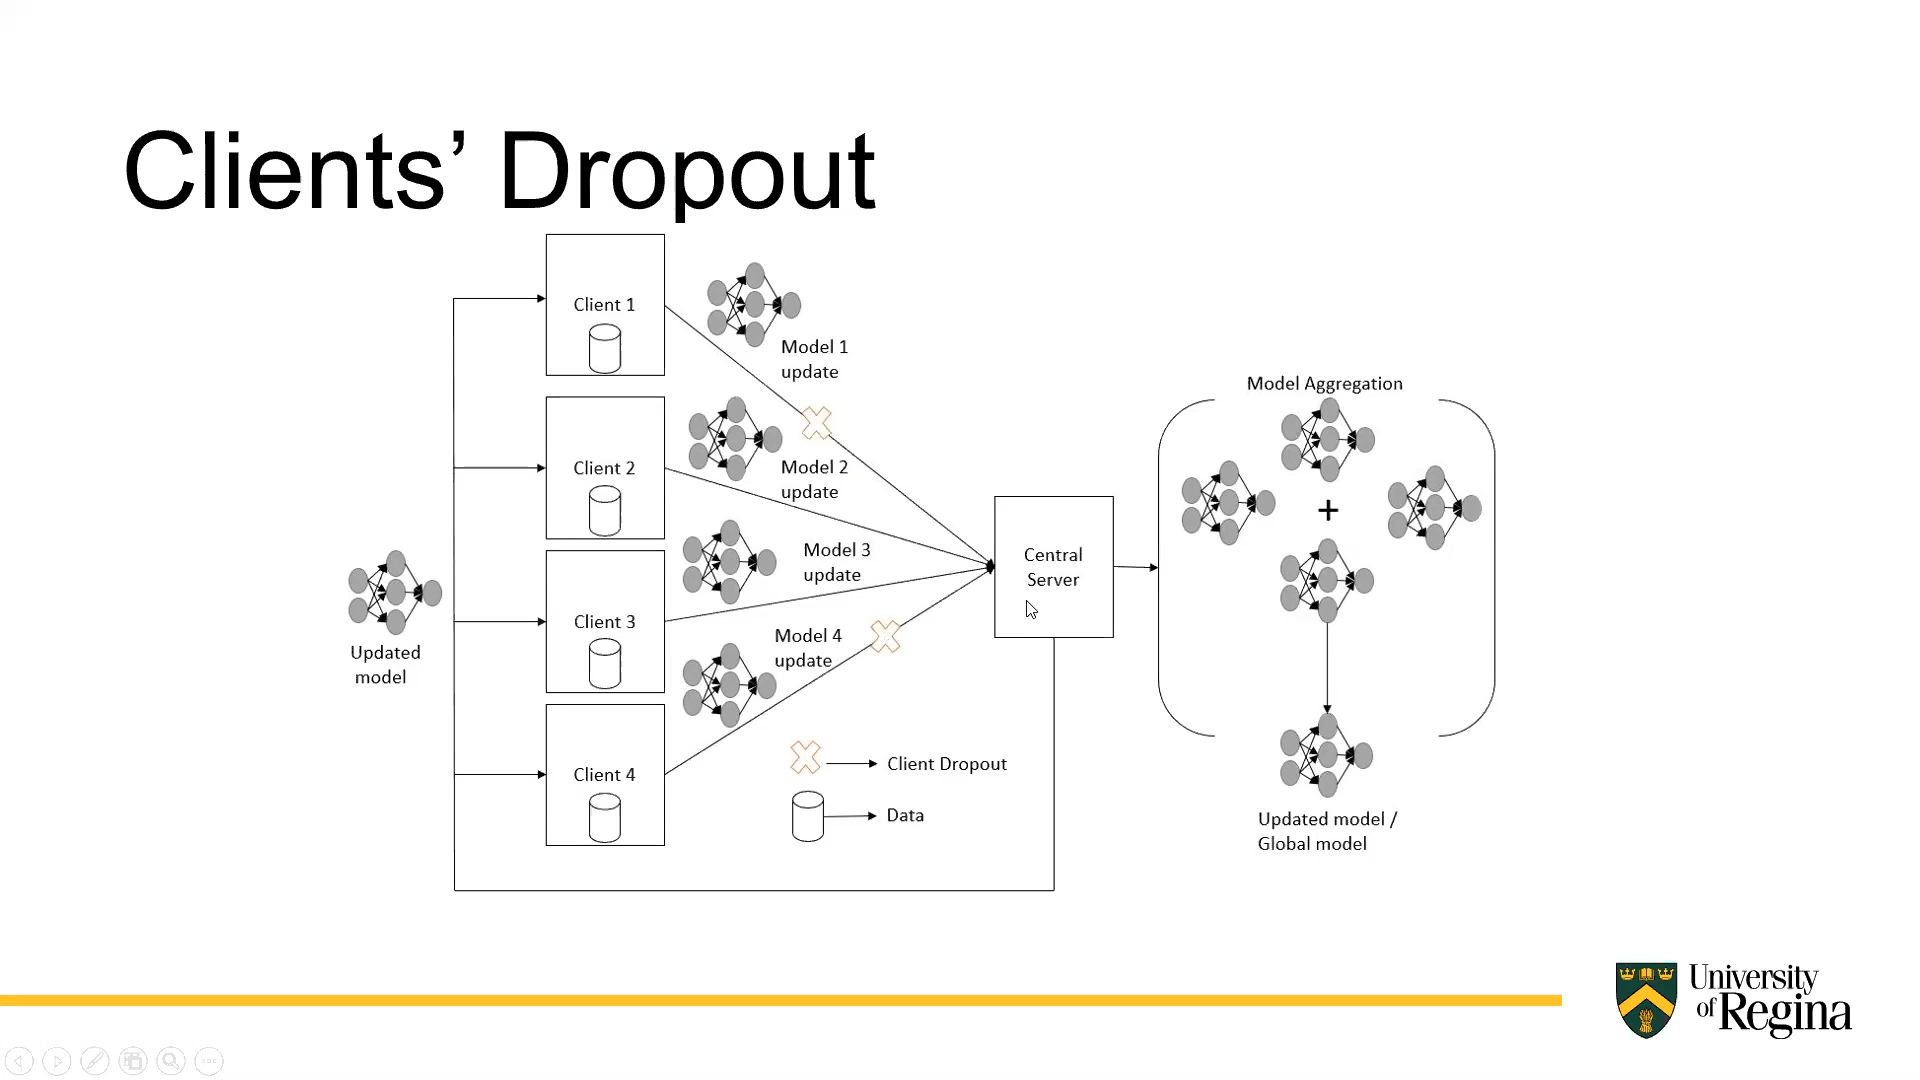 Clients’ Dropout
Client 1
Model 1
update
Client 2
Model 2
update
Client 3
Model 3
update
Client 4
Model 4
update
Updated
model
Central
Server
Model Aggregation
+
Updated model /
Global model
Client Dropout
Data
University
of Regina